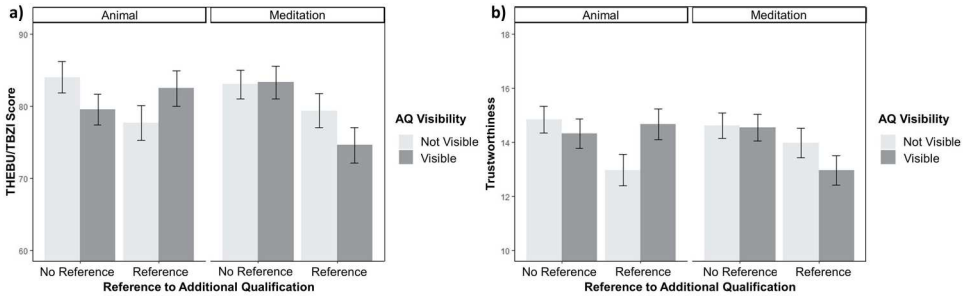 a)
Animal
Meditation
THEBU/TBZI Score
90
80
70
60
No Reference
Reference
No Reference
Reference
Reference to Additional Qualification
AQ Visibility
Not Visible
Visible
b)
Animal
Meditation
Trustworthiness
18
16
14
12
10
No Reference
Reference
No Reference
Reference
Reference to Additional Qualification
AQ Visibility
Not Visible
Visible